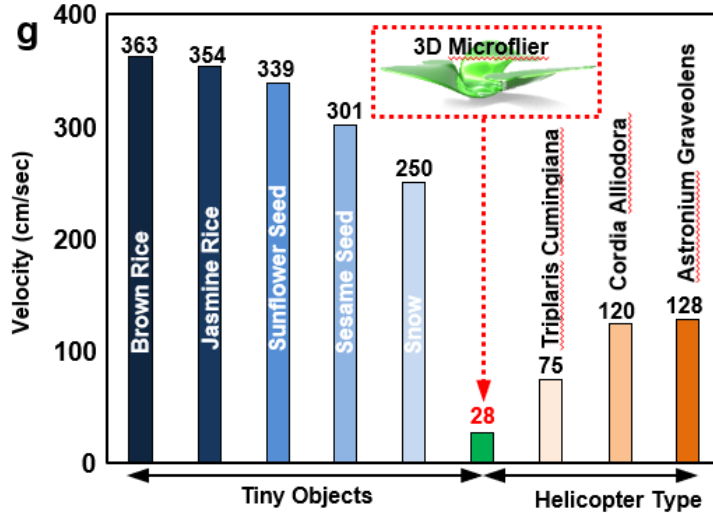 g
400
300
200
100
0
Velocity (cm/sec)
363
354
339
301
250
28
75
120
128
Brown Rice
Jasmine Rice
Sunflower Seed
Sesame Seed
Snow
3D Microflier
Triplaris Cumingiana
Cordia Alliodora
Astronium Graveolens
Tiny Objects
Helicopter Type